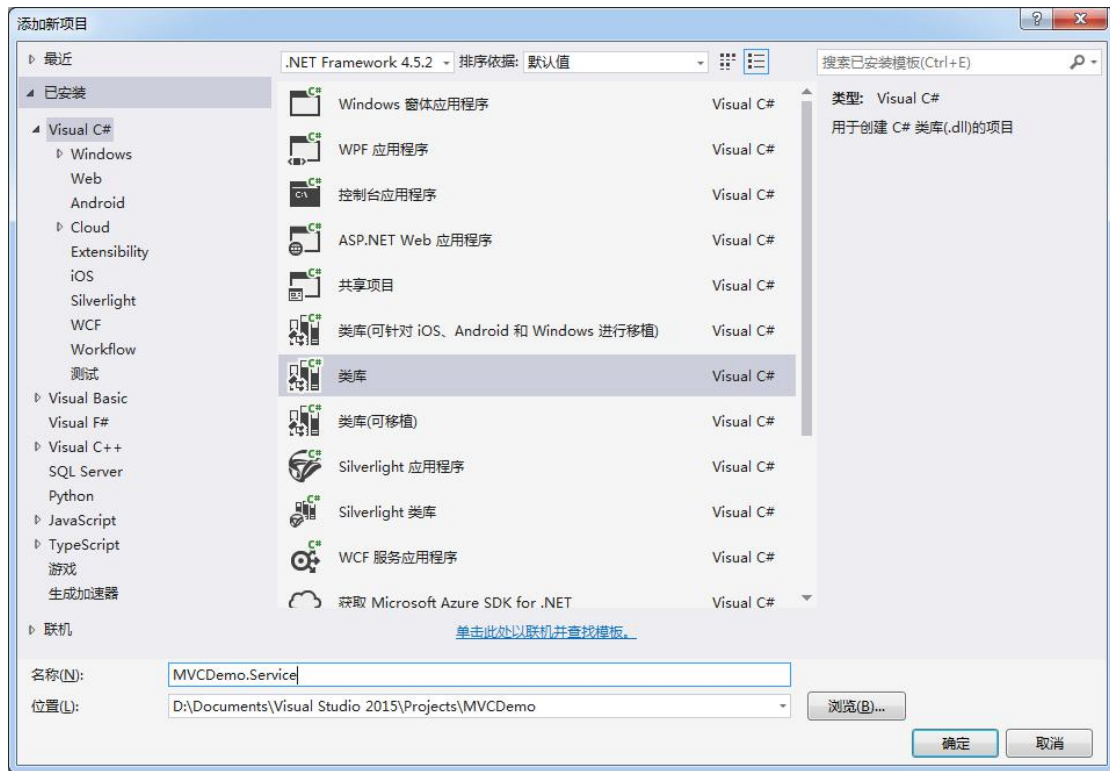 添加新项目
最近
已安装
Visual C#
Windows
Web
Android
Cloud
Extensibility
iOS
Silverlight
WCF
Workflow
测试
Visual Basic
Visual F#
Visual C++
SQL Server
Python
JavaScript
TypeScript
游戏
生成加速器
联机
.NET Framework 4.5.2 排序依据: 默认值
Windows 窗体应用程序 Visual C#
WPF 应用程序 Visual C#
控制台应用程序 Visual C#
ASP.NET Web 应用程序 Visual C#
共享项目 Visual C#
类库(可针对 iOS、Android 和 Windows 进行移植) Visual C#
类库 Visual C#
类库(可移植) Visual C#
Silverlight 应用程序 Visual C#
Silverlight 类库 Visual C#
WCF 服务应用程序 Visual C#
获取 Microsoft Azure SDK for .NET Visual C#
单击此处以联机并查找模板。
搜索已安装模板(Ctrl+E)
类型: Visual C#
用于创建 C# 类库(.dll)的项目
名称(N): MVCDemo.Service
位置(L): D:\Documents\Visual Studio 2015\Projects\MVCDemo 浏览(B)...
确定 取消